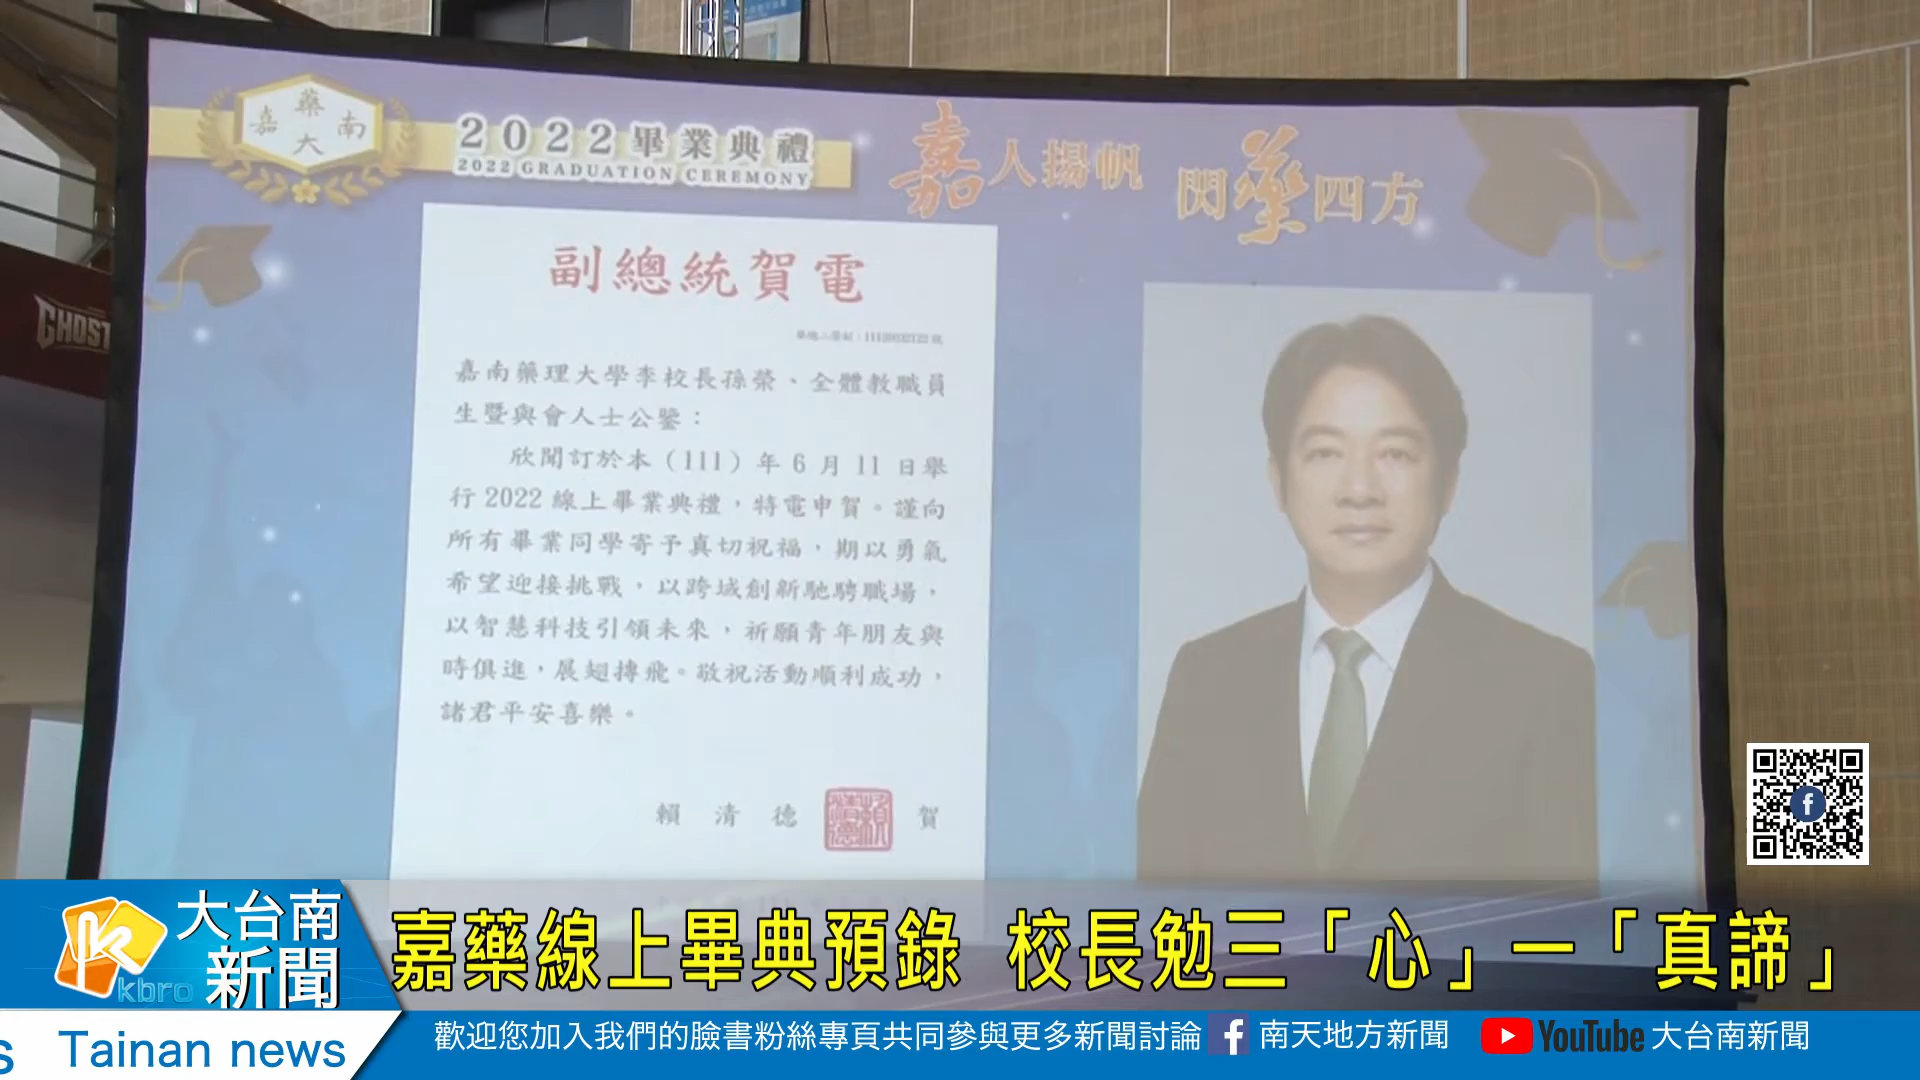 嘉藥南大
2022畢業典禮
2022 GRADUATION CEREMONY
嘉人揚帆
閃藥四方
GHOST
副總統賀電
嘉南藥理大學李校長孫榮、全體教職員
生暨與會人士公鑒：
欣聞訂於本（111）年 6 月 11 日舉
行 2022 線上畢業典禮，特電申賀。謹向
所有畢業同學寄予真切祝福，期以勇氣
希望迎接挑戰，以跨域創新馳騁職場，
以智慧科技引領未來，祈願青年朋友與
時俱進，展翅摶飛。敬祝活動順利成功，
諸君平安喜樂。
賴 清 德 賀
kbro
大台南
新聞
嘉藥線上畢典預錄 校長勉三「心」一「真諦」
s Tainan news
歡迎您加入我們的臉書粉絲專頁共同參與更多新聞討論 f 南天地方新聞 YouTube 大台南新聞